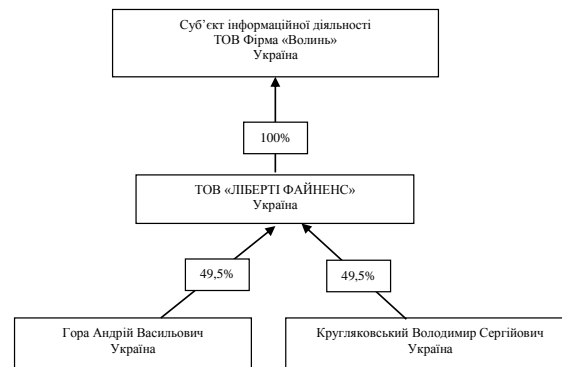 Суб’єкт інформаційної діяльності
ТОВ Фірма «Волинь»
Україна
100%
ТОВ «ЛІБЕРТІ ФАЙНЕНС»
Україна
49,5%
49,5%
Гора Андрій Васильович
Україна
Кругляковський Володимир Сергійович
Україна